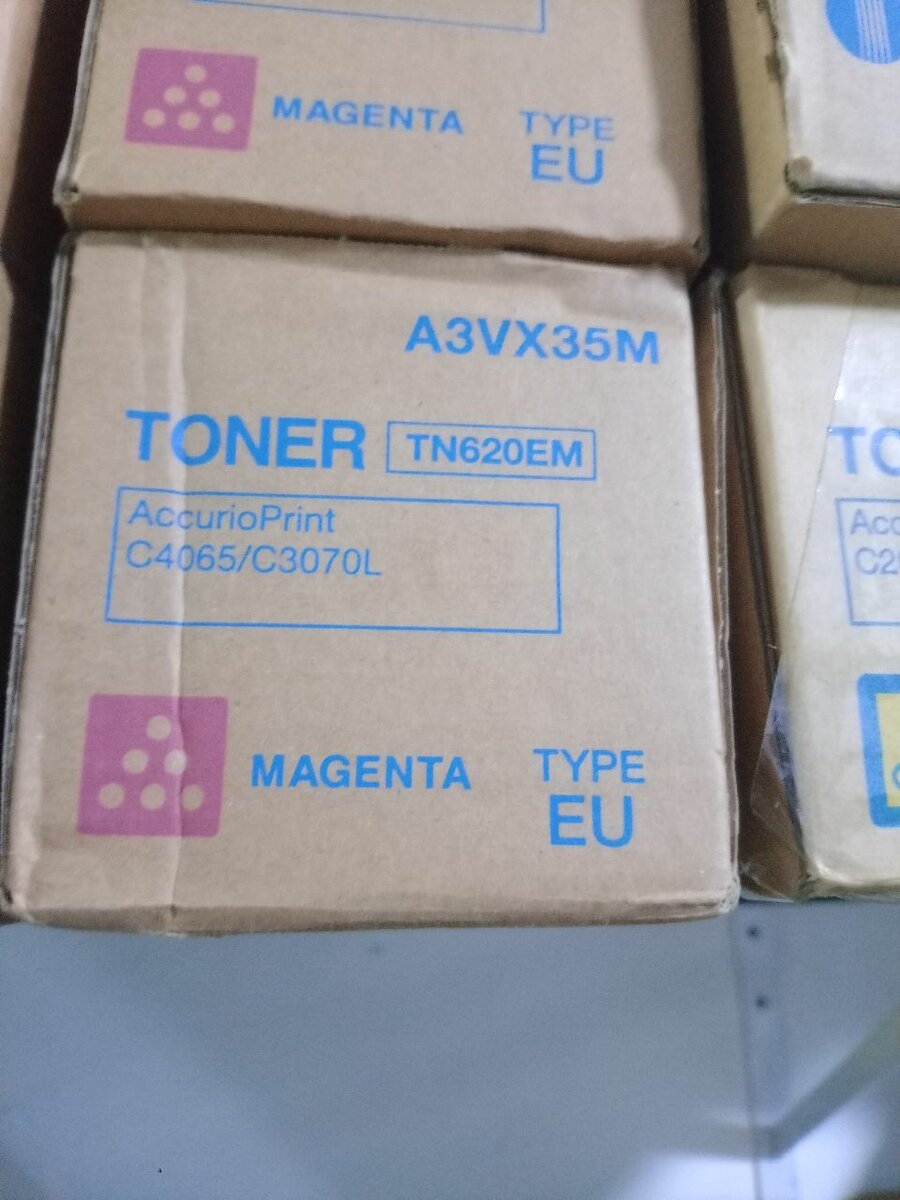 MAGENTA TYPE
EU
A3VX35M
TONER TN620EM
AccurioPrint
C4065/C3070L
MAGENTA TYPE
EU